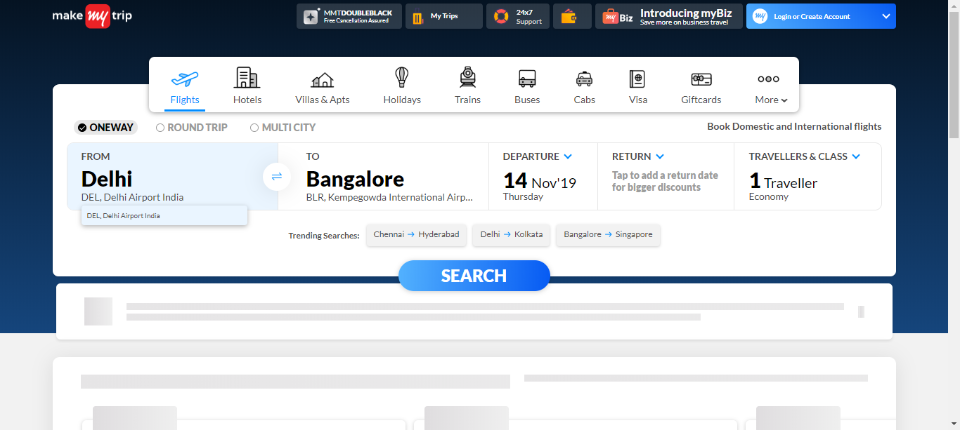 make my trip
MMTDOUBLEBLACK
Free Cancellation Assured
My Trips
24x7
Support
my Biz
Introducing myBiz
Save more on business travel
my
Login or Create Account
Flights
Hotels
Villas & Apts
Holidays
Trains
Buses
Cabs
Visa
Giftcards
More
ONEWAY
ROUND TRIP
MULTI CITY
Book Domestic and International flights
FROM
Delhi
DEL, Delhi Airport India
DEL, Delhi Airport India
TO
Bangalore
BLR, Kempegowda International Airp...
DEPARTURE
14 Nov'19
Thursday
RETURN
Tap to add a return date
for bigger discounts
TRAVELLERS & CLASS
1 Traveller
Economy
Trending Searches:
Chennai → Hyderabad
Delhi → Kolkata
Bangalore → Singapore
SEARCH